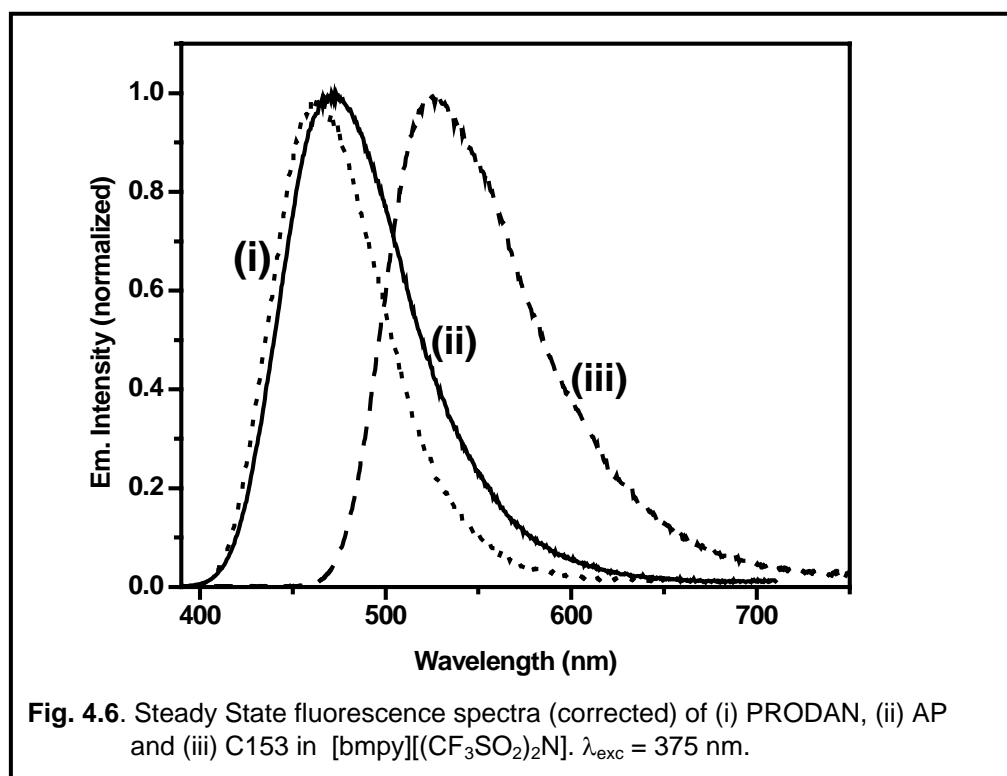 1.0
0.8
0.6
0.4
0.2
0.0
Em. Intensity (normalized)
(i)
(ii)
(iii)
400 500 600 700
Wavelength (nm)
Fig. 4.6. Steady State fluorescence spectra (corrected) of (i) PRODAN, (ii) AP
and (iii) C153 in [bmpy][(CF₃SO₂)₂N]. λexc = 375 nm.